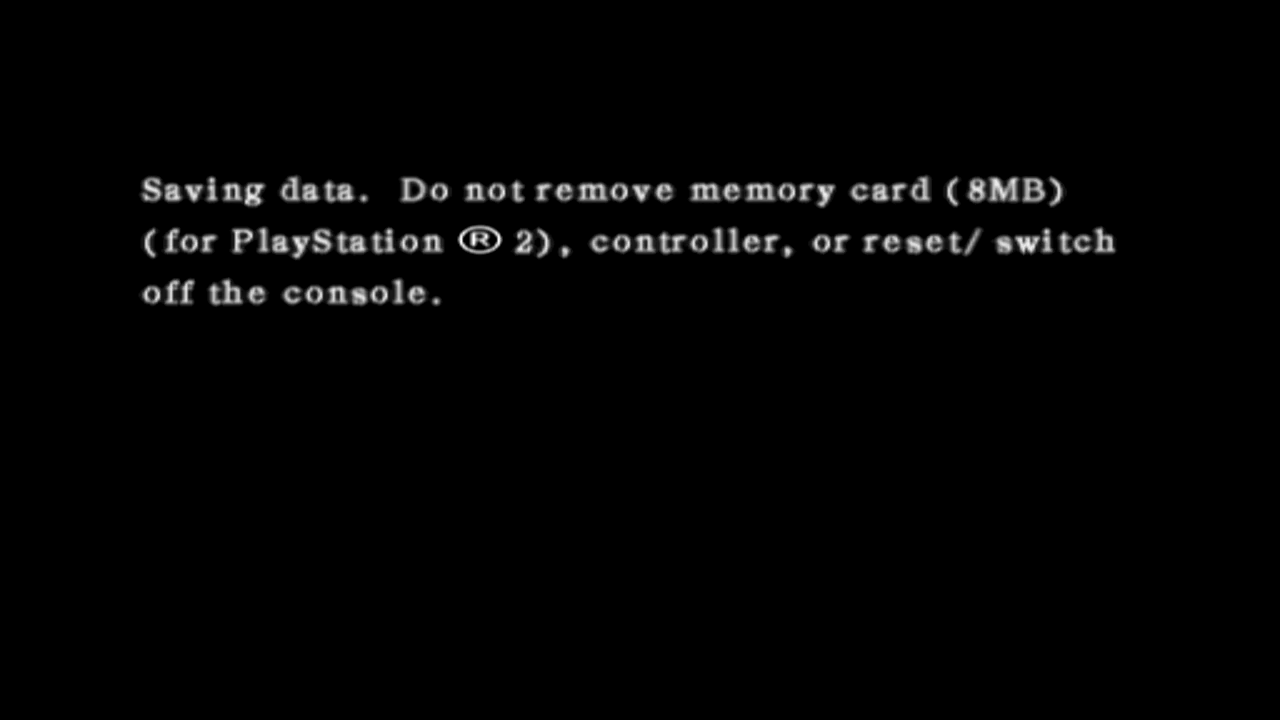 Saving data. Do not remove memory card (8MB)
(for PlayStation ® 2), controller, or reset/ switch
off the console.